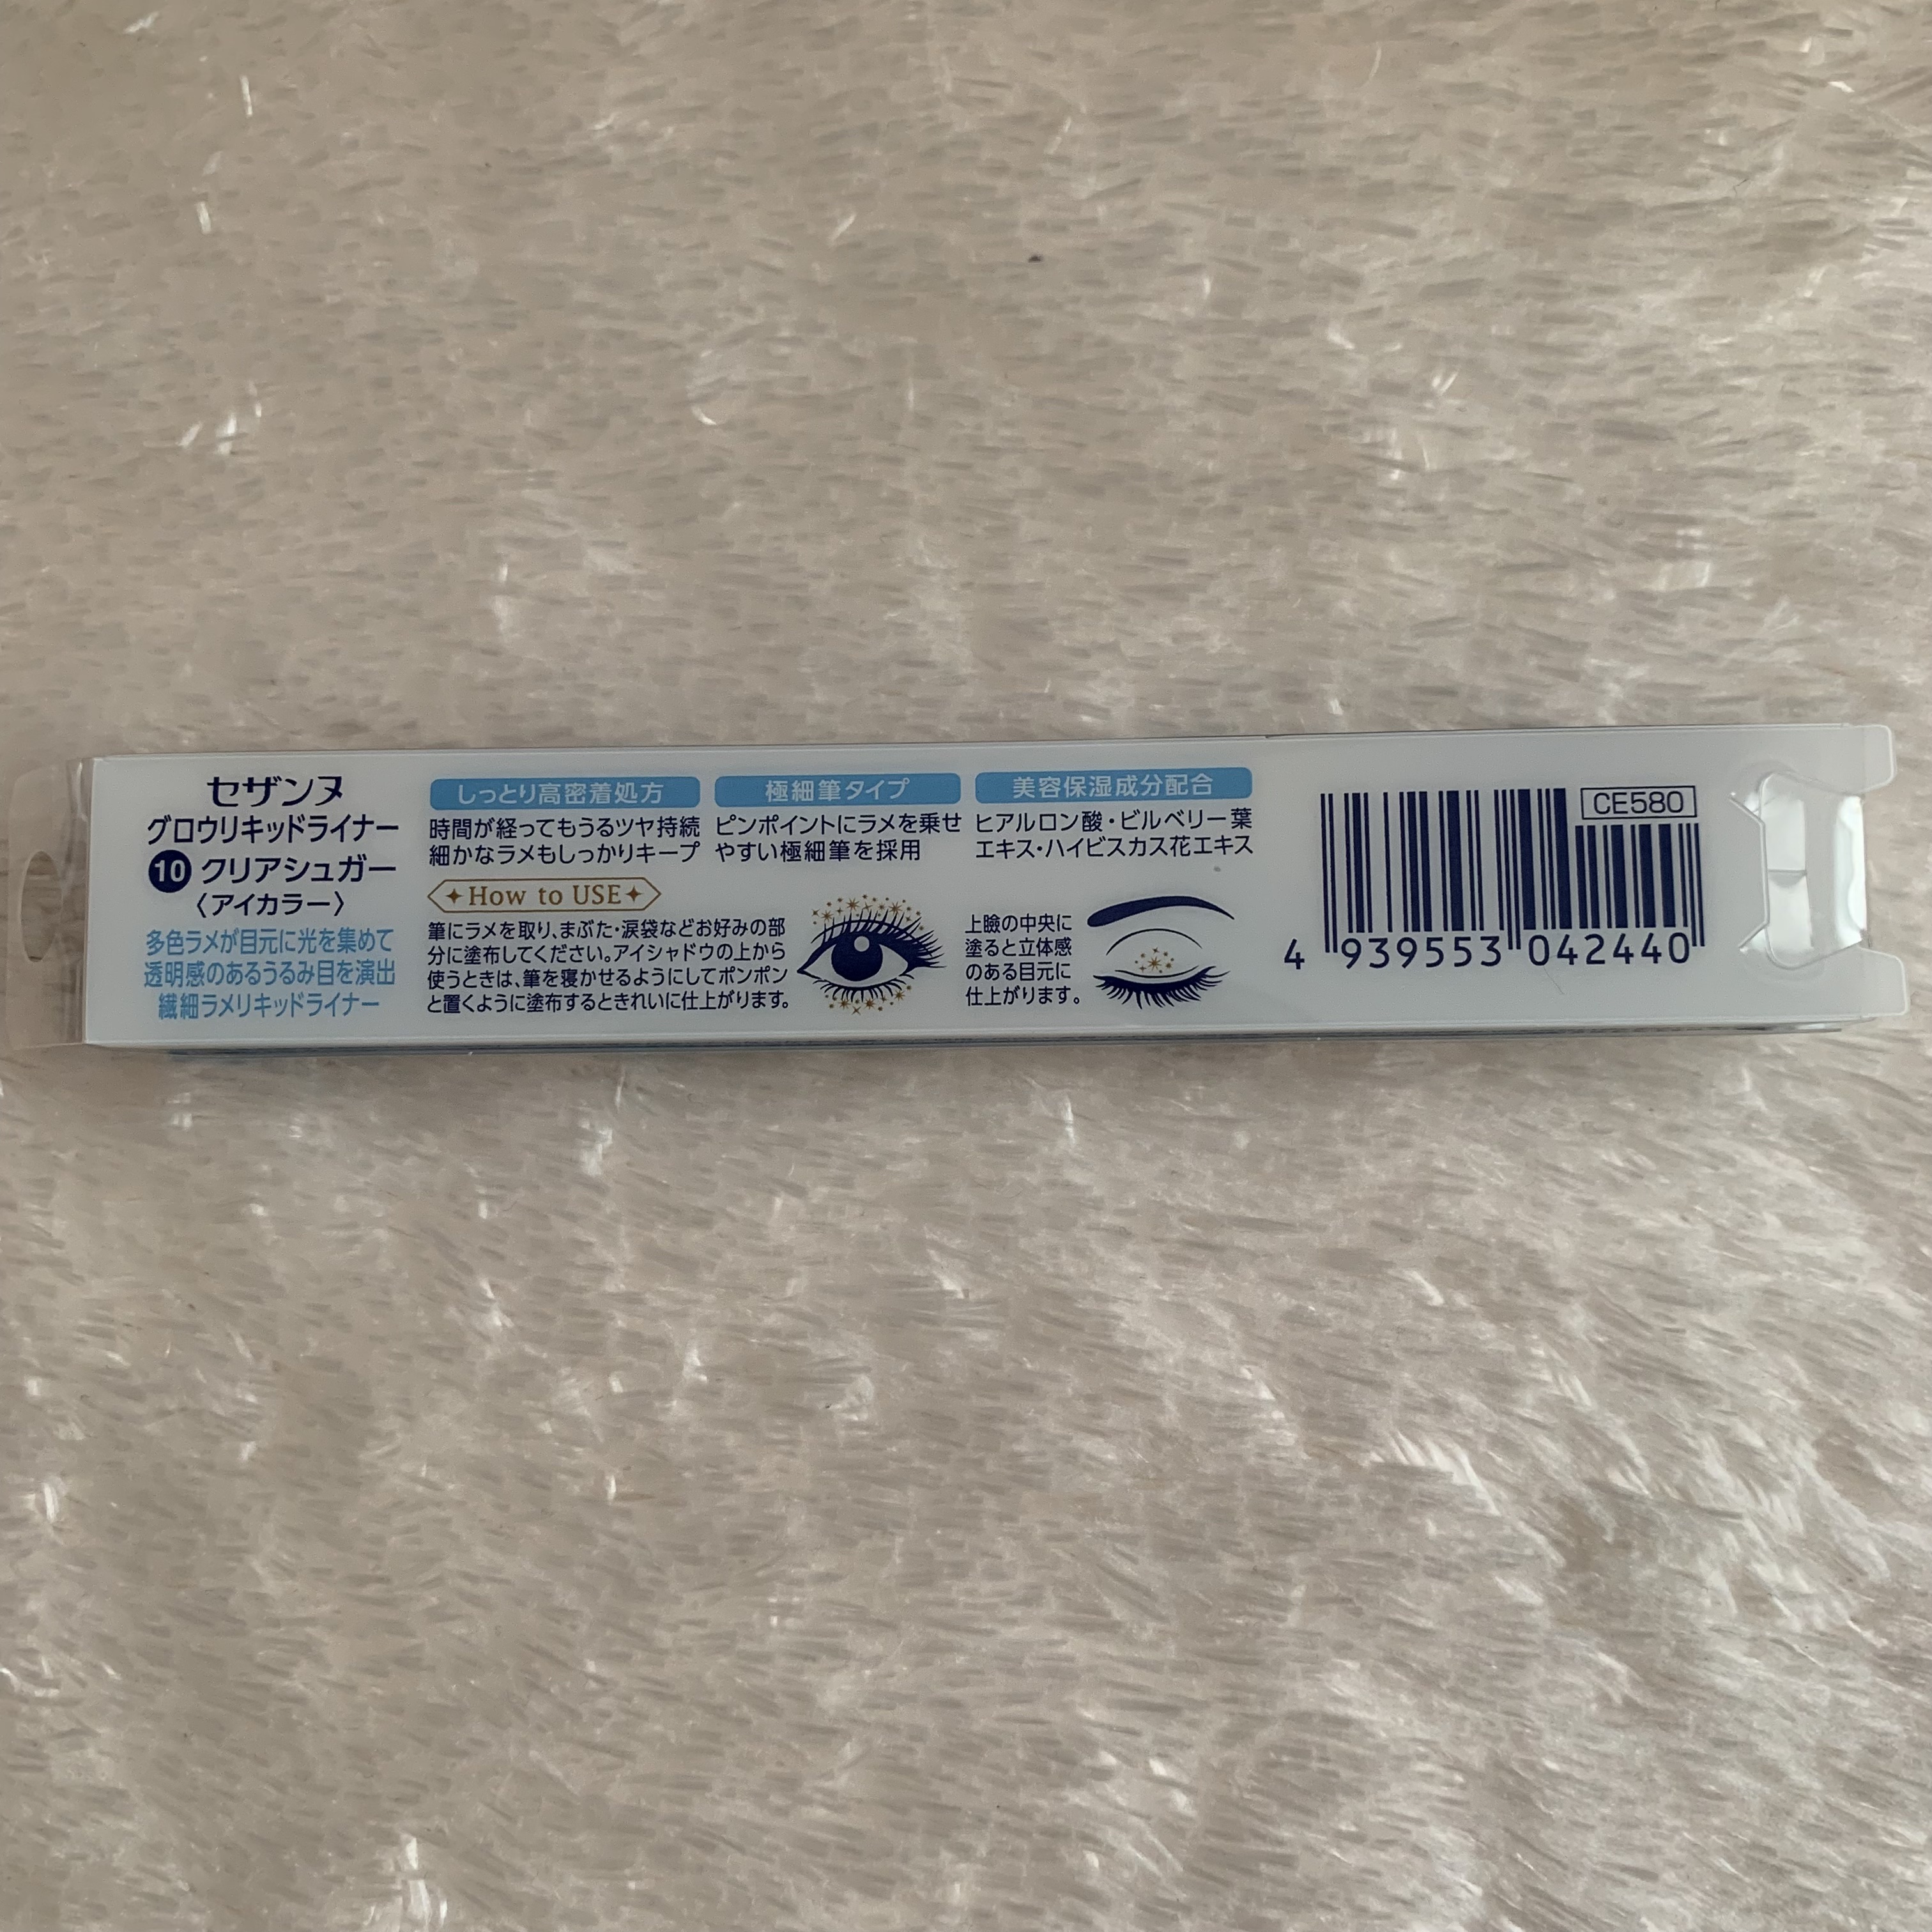 セザンヌ
グロウリキッドライナー
10 クリアシュガー
〈アイカラー〉
多色ラメが目元に光を集めて
透明感のあるうるみ目を演出
繊細ラメリキッドライナー
しっとり高密着処方
時間が経ってもうるツヤ持続
細かなラメもしっかりキープ
極細筆タイプ
ピンポイントにラメを乗せ
やすい極細筆を採用
美容保湿成分配合
ヒアルロン酸・ビルベリー葉
エキス・ハイビスカス花エキス
How to USE
筆にラメを取り、まぶた・涙袋などお好みの部
分に塗布してください。アイシャドウの上から
使うときは、筆を寝かせるようにしてポンポン
と置くように塗布するときれいに仕上がります。
上瞼の中央に
塗ると立体感
のある目元に
仕上がります。
CE580
4 939553 042440